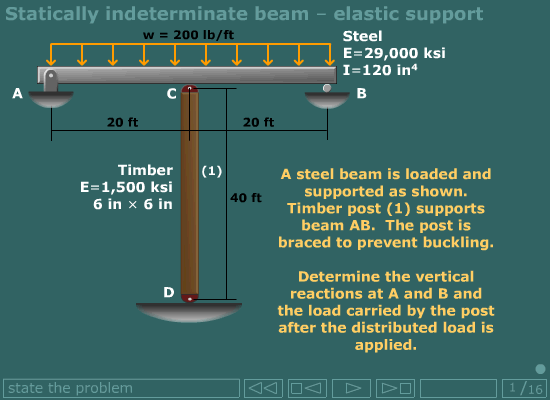 Statically indeterminate beam – elastic support
w = 200 lb/ft
Steel
E=29,000 ksi
I=120 in⁴
A
C
B
20 ft
20 ft
Timber
E=1,500 ksi
6 in × 6 in
(1)
40 ft
D
A steel beam is loaded and
supported as shown.
Timber post (1) supports
beam AB. The post is
braced to prevent buckling.
Determine the vertical
reactions at A and B and
the load carried by the post
after the distributed load is
applied.
state the problem
1/16